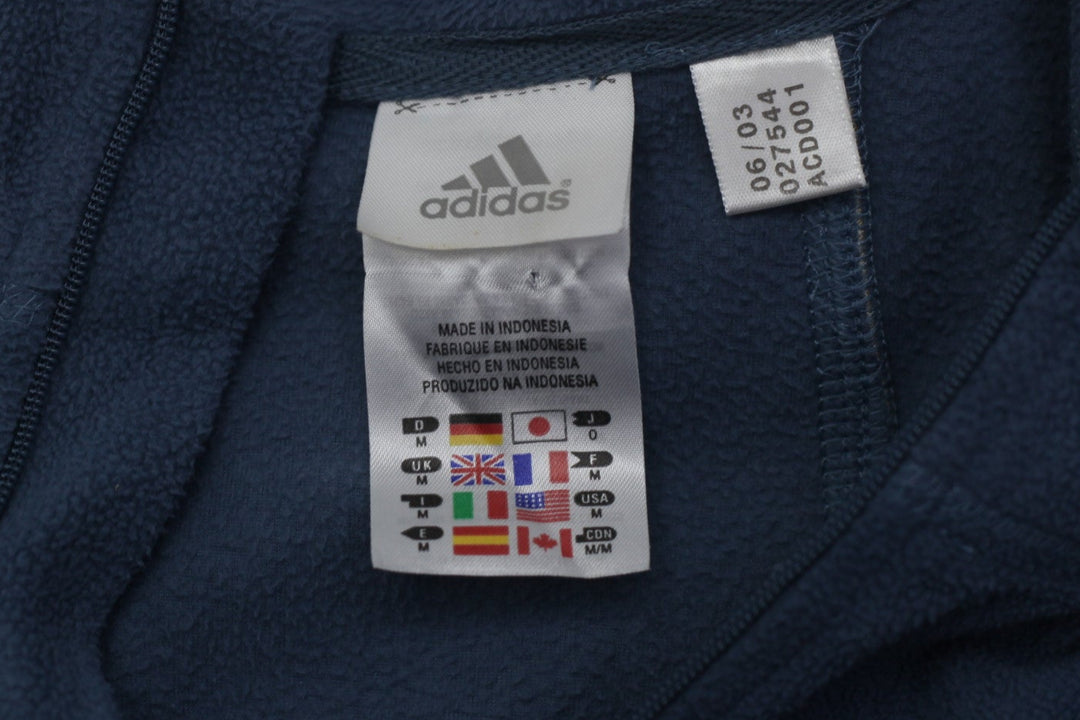 adidas®
06/03
027544
ACD001
MADE IN INDONESIA
FABRIQUE EN INDONESIE
HECHO EN INDONESIA
PRODUZIDO NA INDONESIA
D J
M O
UK F
M M
I USA
M M
E CDN
M M/M